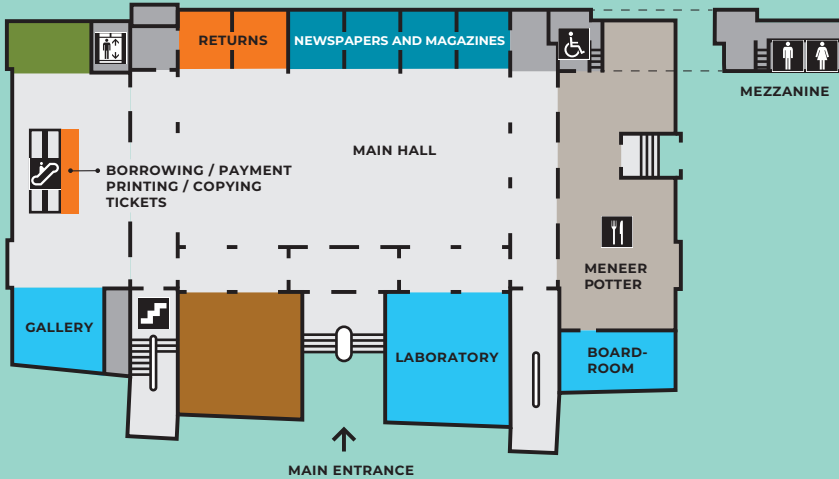 RETURNS
NEWSPAPERS AND MAGAZINES
MEZZANINE
MAIN HALL
BORROWING / PAYMENT
PRINTING / COPYING
TICKETS
MENEER
POTTER
GALLERY
LABORATORY
BOARD-
ROOM
MAIN ENTRANCE